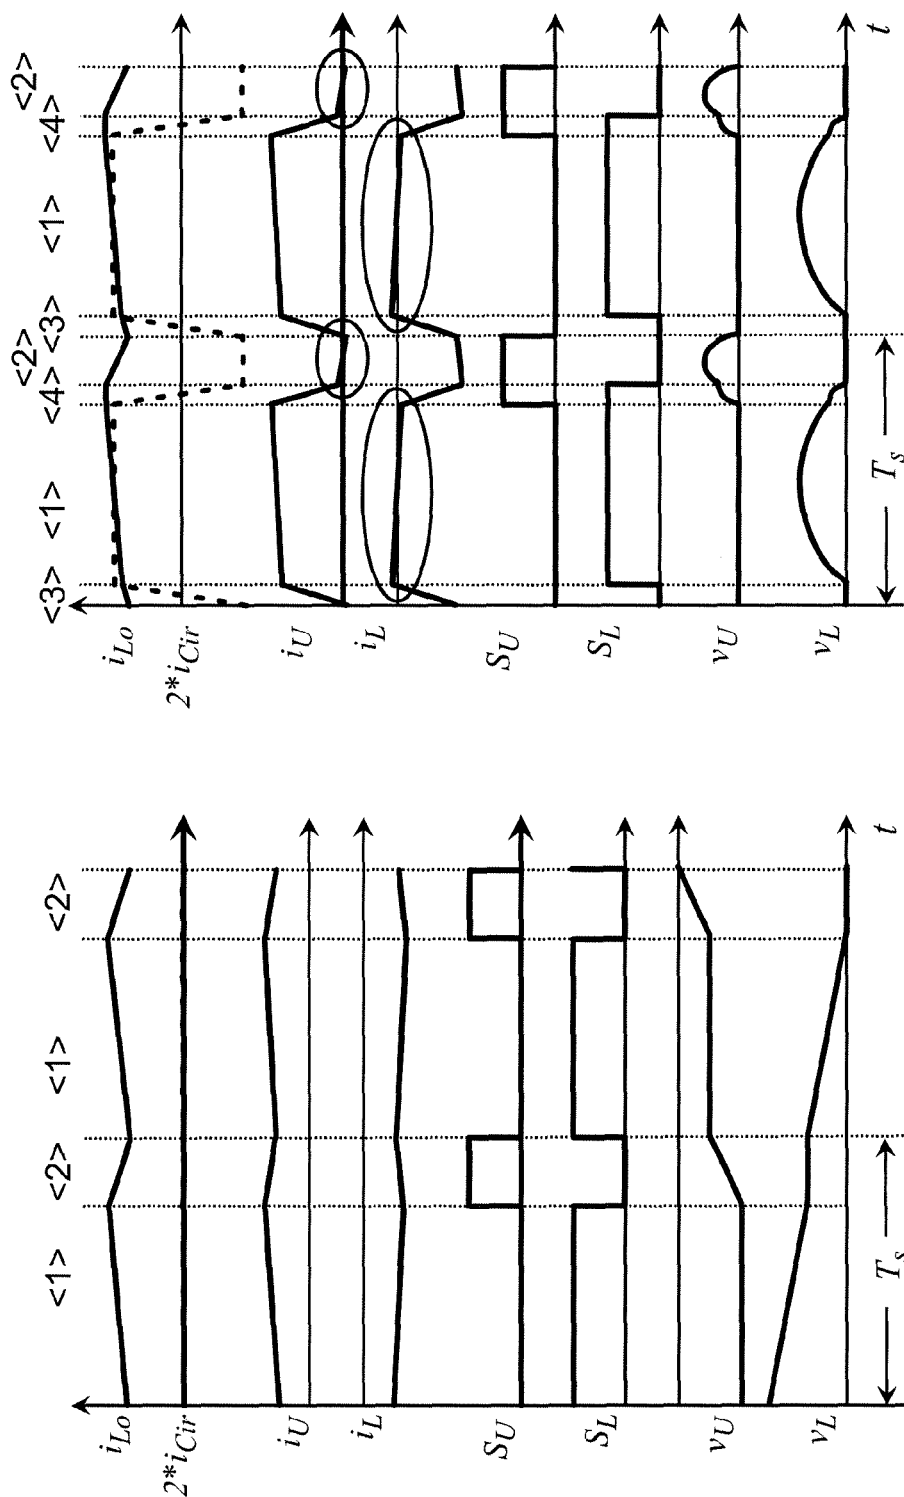 <1> <2> <1> <2>
i_Lo
2*i_Cir
i_U
i_L
S_U
S_L
v_U
v_L
t
T_s
<3> <1> <4> <2> <3> <1> <4> <2>
i_Lo
2*i_Cir
i_U
i_L
S_U
S_L
v_U
v_L
t
T_s